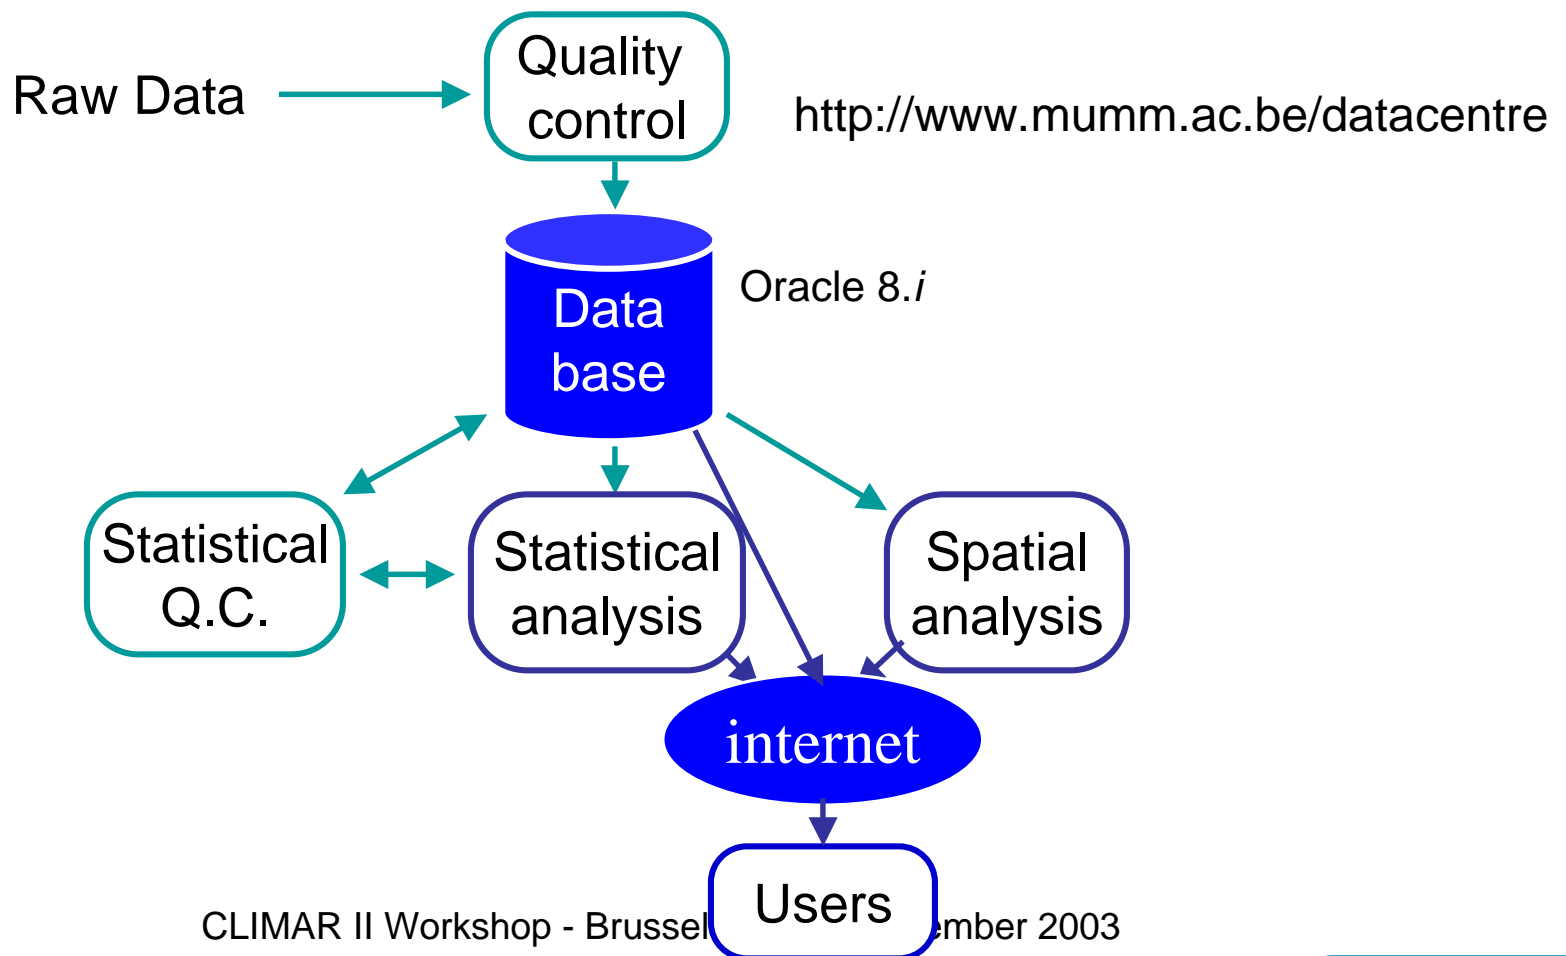 Quality
control
Raw Data
http://www.mumm.ac.be/datacentre
Data
base
Oracle 8.i
Statistical
Q.C.
Statistical
analysis
Spatial
analysis
internet
Users
CLIMAR II Workshop - Brussel mber 2003